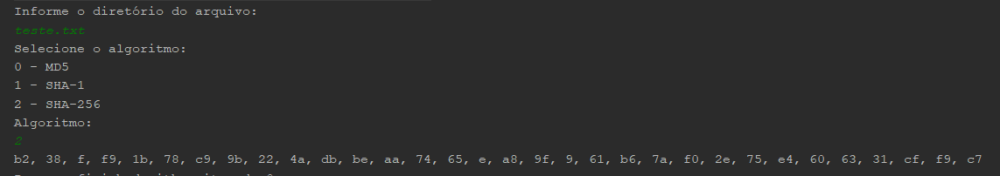 Informe o diretório do arquivo:
teste.txt
Selecione o algoritmo:
0 - MD5
1 - SHA-1
2 - SHA-256
Algoritmo:
2
b2, 38, f, f9, 1b, 78, c9, 9b, 22, 4a, db, be, aa, 74, 65, e, a8, 9f, 9, 61, b6, 7a, f0, 2e, 75, e4, 60, 63, 31, cf, f9, c7